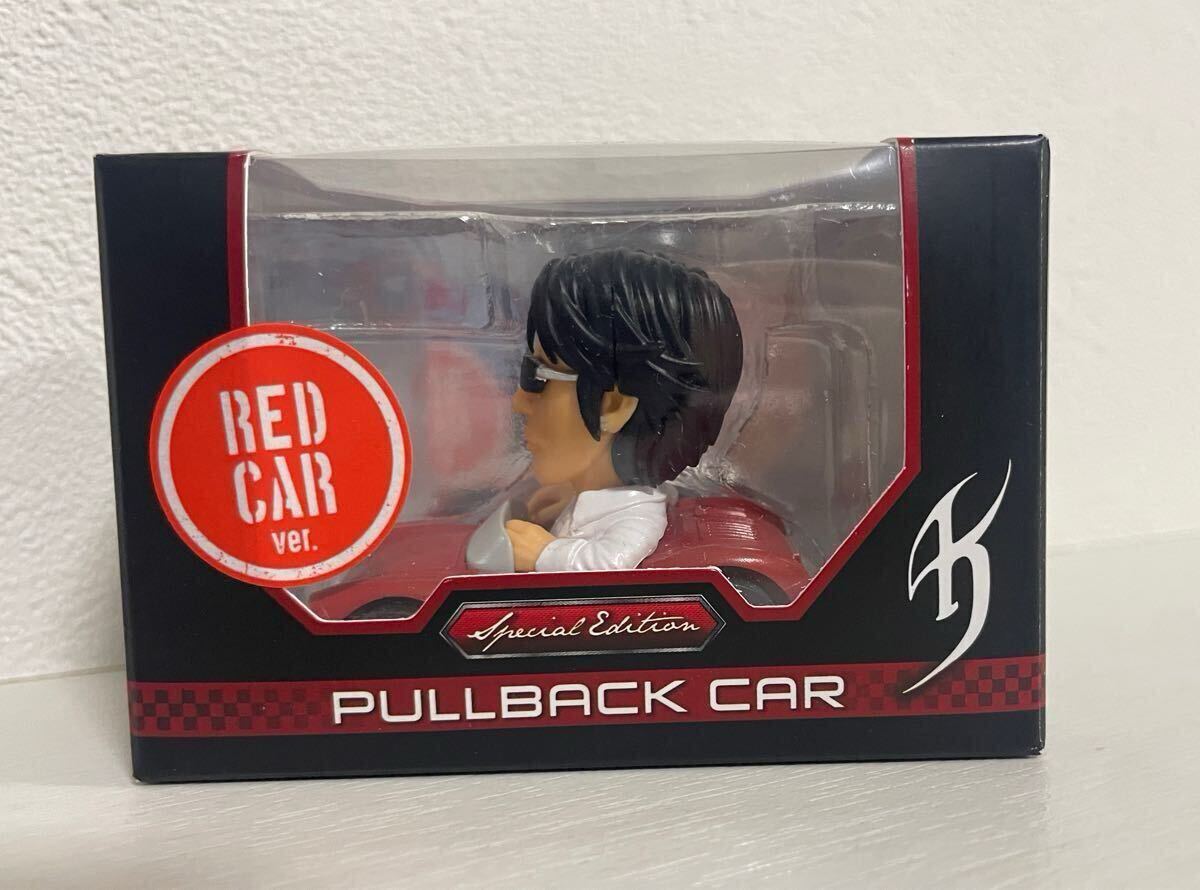 RED
CAR
ver.
Special Edition
PULLBACK CAR
K